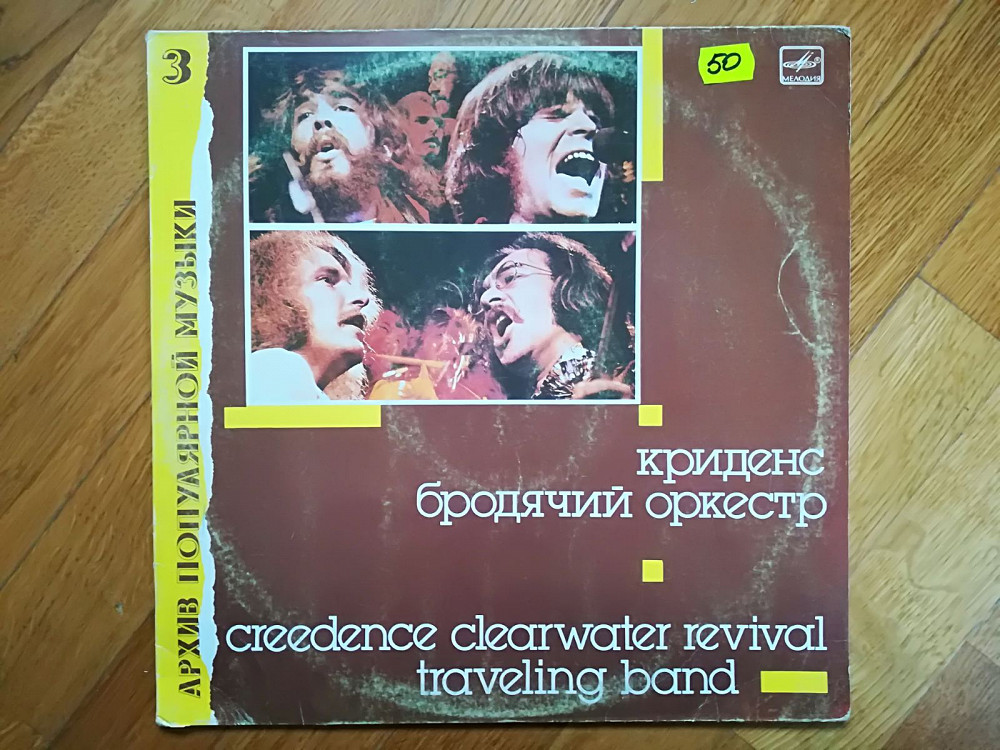 3
АРХИВ ПОПУЛЯРНОЙ МУЗЫКИ
50
МЕЛОДИЯ
криденс
бродячий оркестр
creedence clearwater revival
traveling band